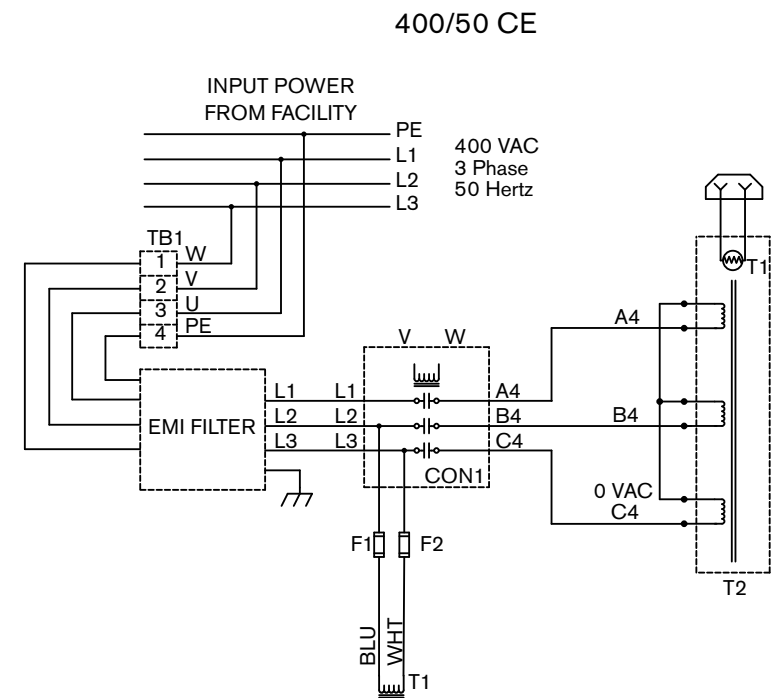 400/50 CE
INPUT POWER
FROM FACILITY
PE
L1
L2
L3
400 VAC
3 Phase
50 Hertz
TB1
1 W
2 V
3 U
4 PE
EMI FILTER
L1 L1
L2 L2
L3 L3
V W
A4
B4
C4
CON1
A4
B4
0 VAC
C4
T1
T2
F1 F2
BLU
WHT
T1